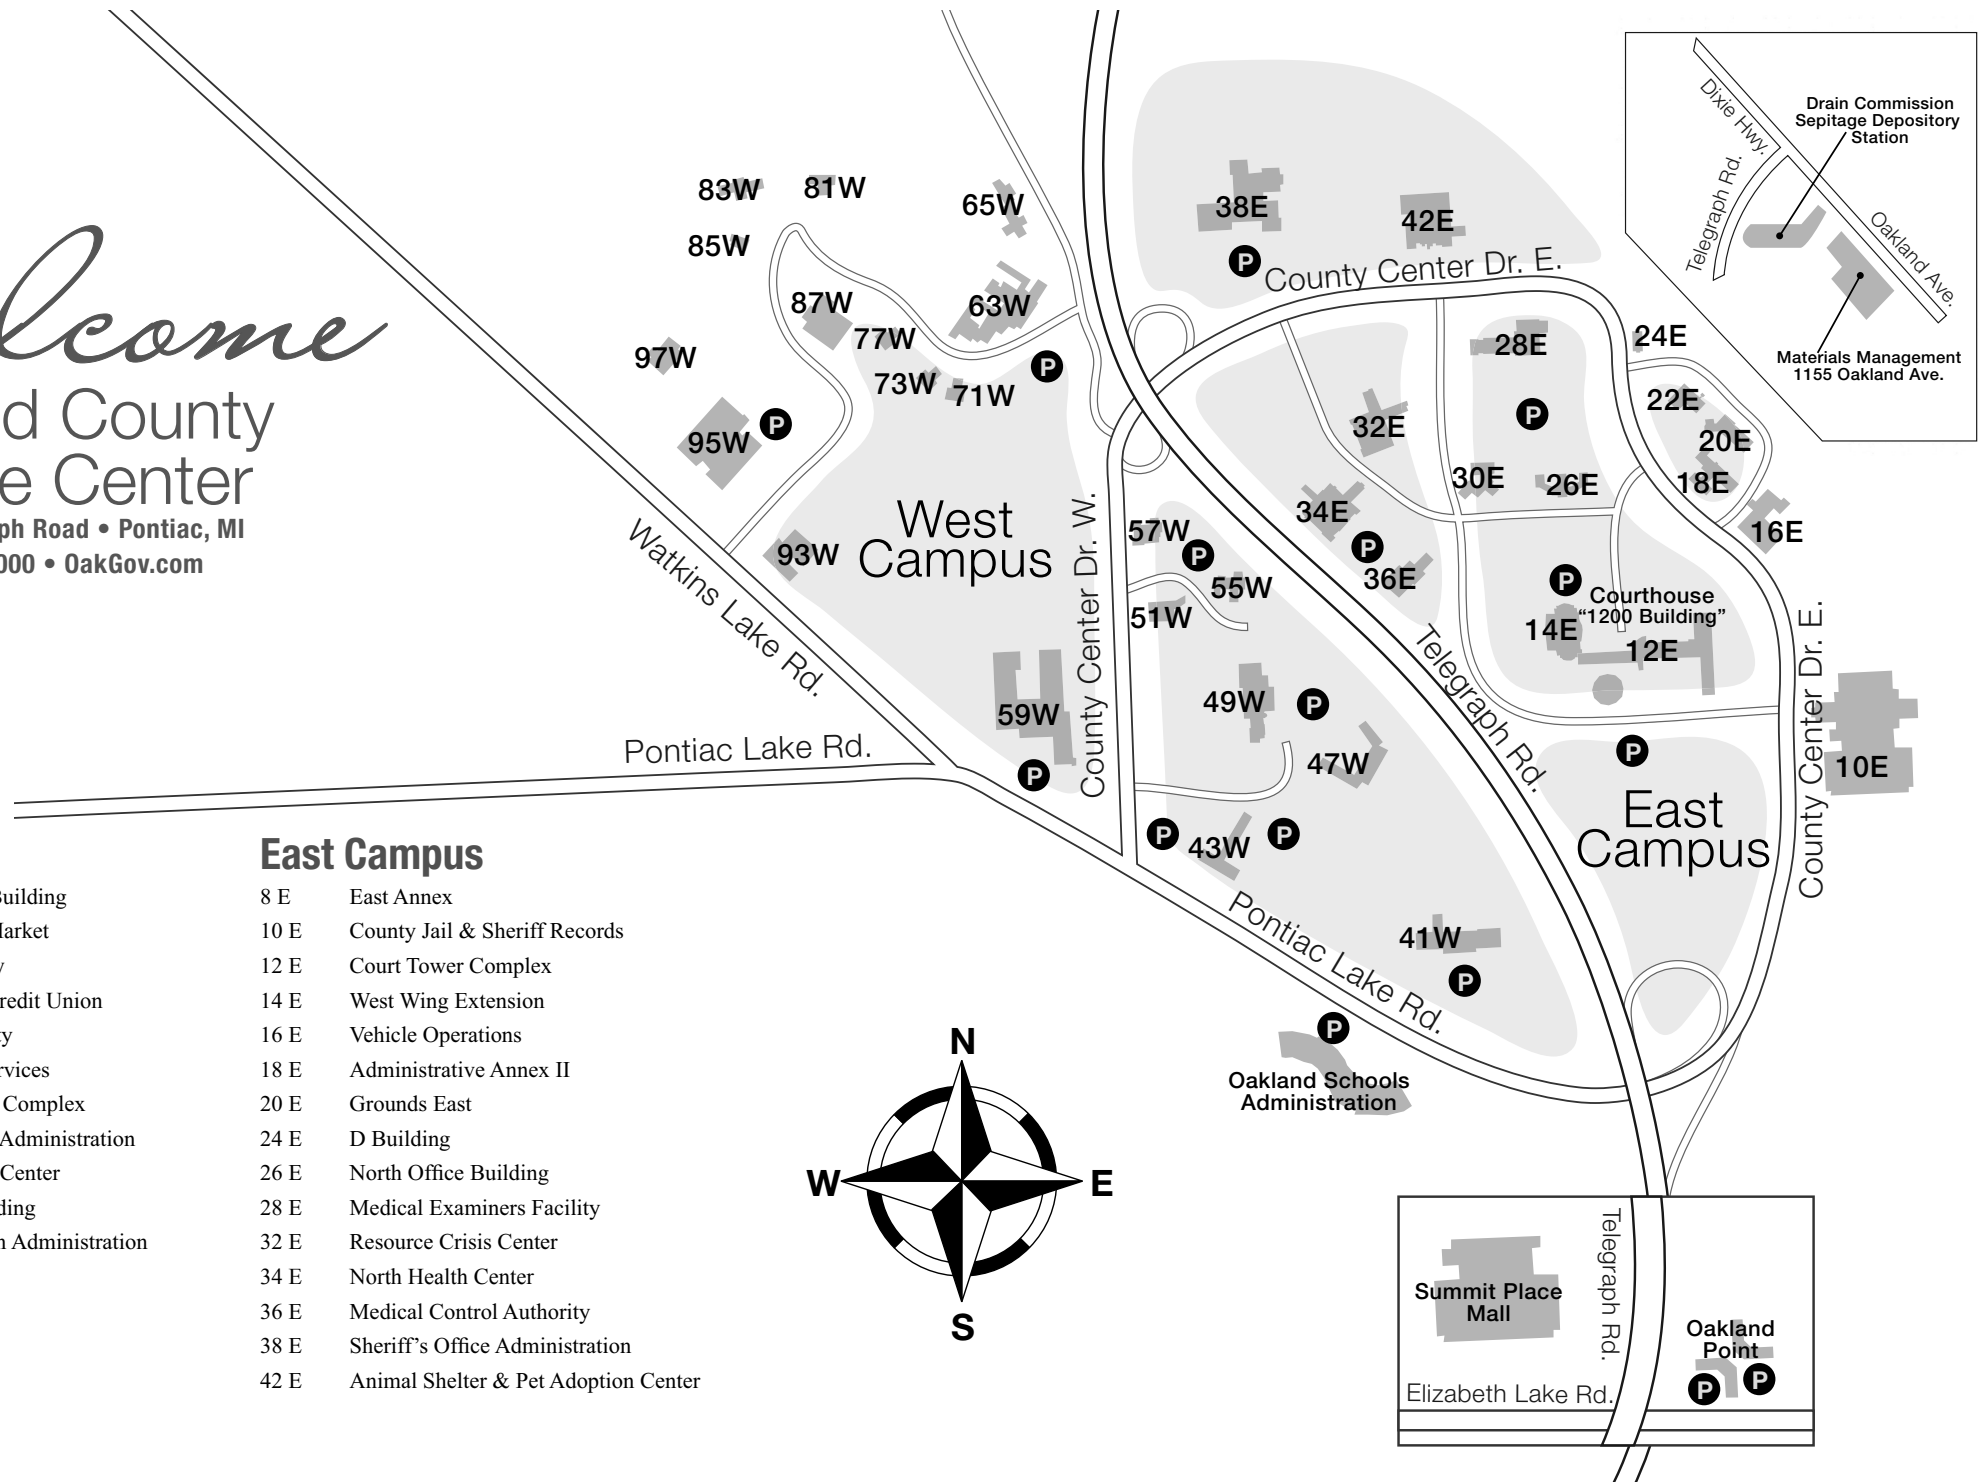 lcome
d County
e Center
ph Road • Pontiac, MI
000 • OakGov.com
83W
81W
65W
85W
87W
63W
77W
97W
73W
71W
P
95W
P
93W
West
Campus
Watkins Lake Rd.
59W
P
Pontiac Lake Rd.
County Center Dr. W.
38E
42E
P
County Center Dr. E.
28E
24E
22E
P
20E
32E
30E
26E
18E
34E
16E
P
36E
57W
P
55W
51W
P
Courthouse
“1200 Building”
14E
12E
Telegraph Rd.
County Center Dr. E.
49W
P
47W
P
10E
East
Campus
P
43W
P
Pontiac Lake Rd.
41W
P
P
Oakland Schools
Administration
Drain Commission
Sepitage Depository
Station
Dixie Hwy.
Telegraph Rd.
Oakland Ave.
Materials Management
1155 Oakland Ave.
East Campus
8 E East Annex
10 E County Jail & Sheriff Records
12 E Court Tower Complex
14 E West Wing Extension
16 E Vehicle Operations
18 E Administrative Annex II
20 E Grounds East
24 E D Building
26 E North Office Building
28 E Medical Examiners Facility
32 E Resource Crisis Center
34 E North Health Center
36 E Medical Control Authority
38 E Sheriff’s Office Administration
42 E Animal Shelter & Pet Adoption Center
Building
Market
y
redit Union
ty
rvices
Complex
Administration
Center
ding
n Administration
N
W
E
S
Summit Place
Mall
Telegraph Rd.
Oakland
Point
P
P
Elizabeth Lake Rd.